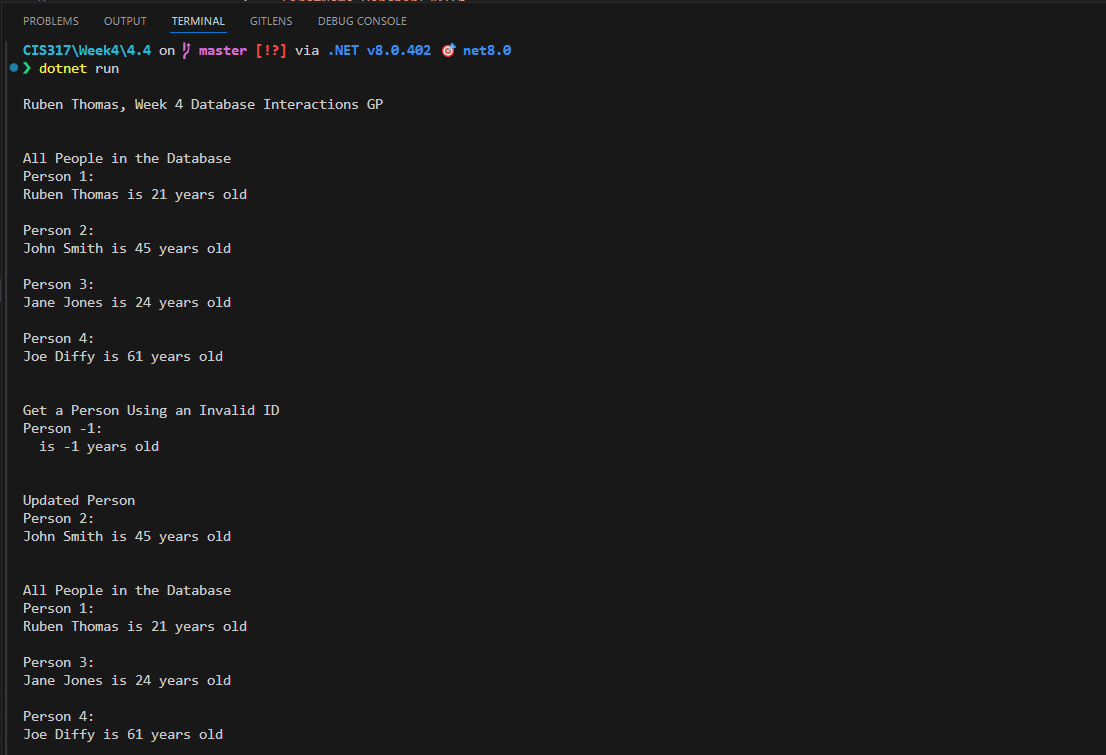 PROBLEMS OUTPUT TERMINAL GITLENS DEBUG CONSOLE
CIS317\Week4\4.4 on master [!?] via .NET v8.0.402 🎯 net8.0
❯ dotnet run
Ruben Thomas, Week 4 Database Interactions GP
All People in the Database
Person 1:
Ruben Thomas is 21 years old
Person 2:
John Smith is 45 years old
Person 3:
Jane Jones is 24 years old
Person 4:
Joe Diffy is 61 years old
Get a Person Using an Invalid ID
Person -1:
is -1 years old
Updated Person
Person 2:
John Smith is 45 years old
All People in the Database
Person 1:
Ruben Thomas is 21 years old
Person 3:
Jane Jones is 24 years old
Person 4:
Joe Diffy is 61 years old